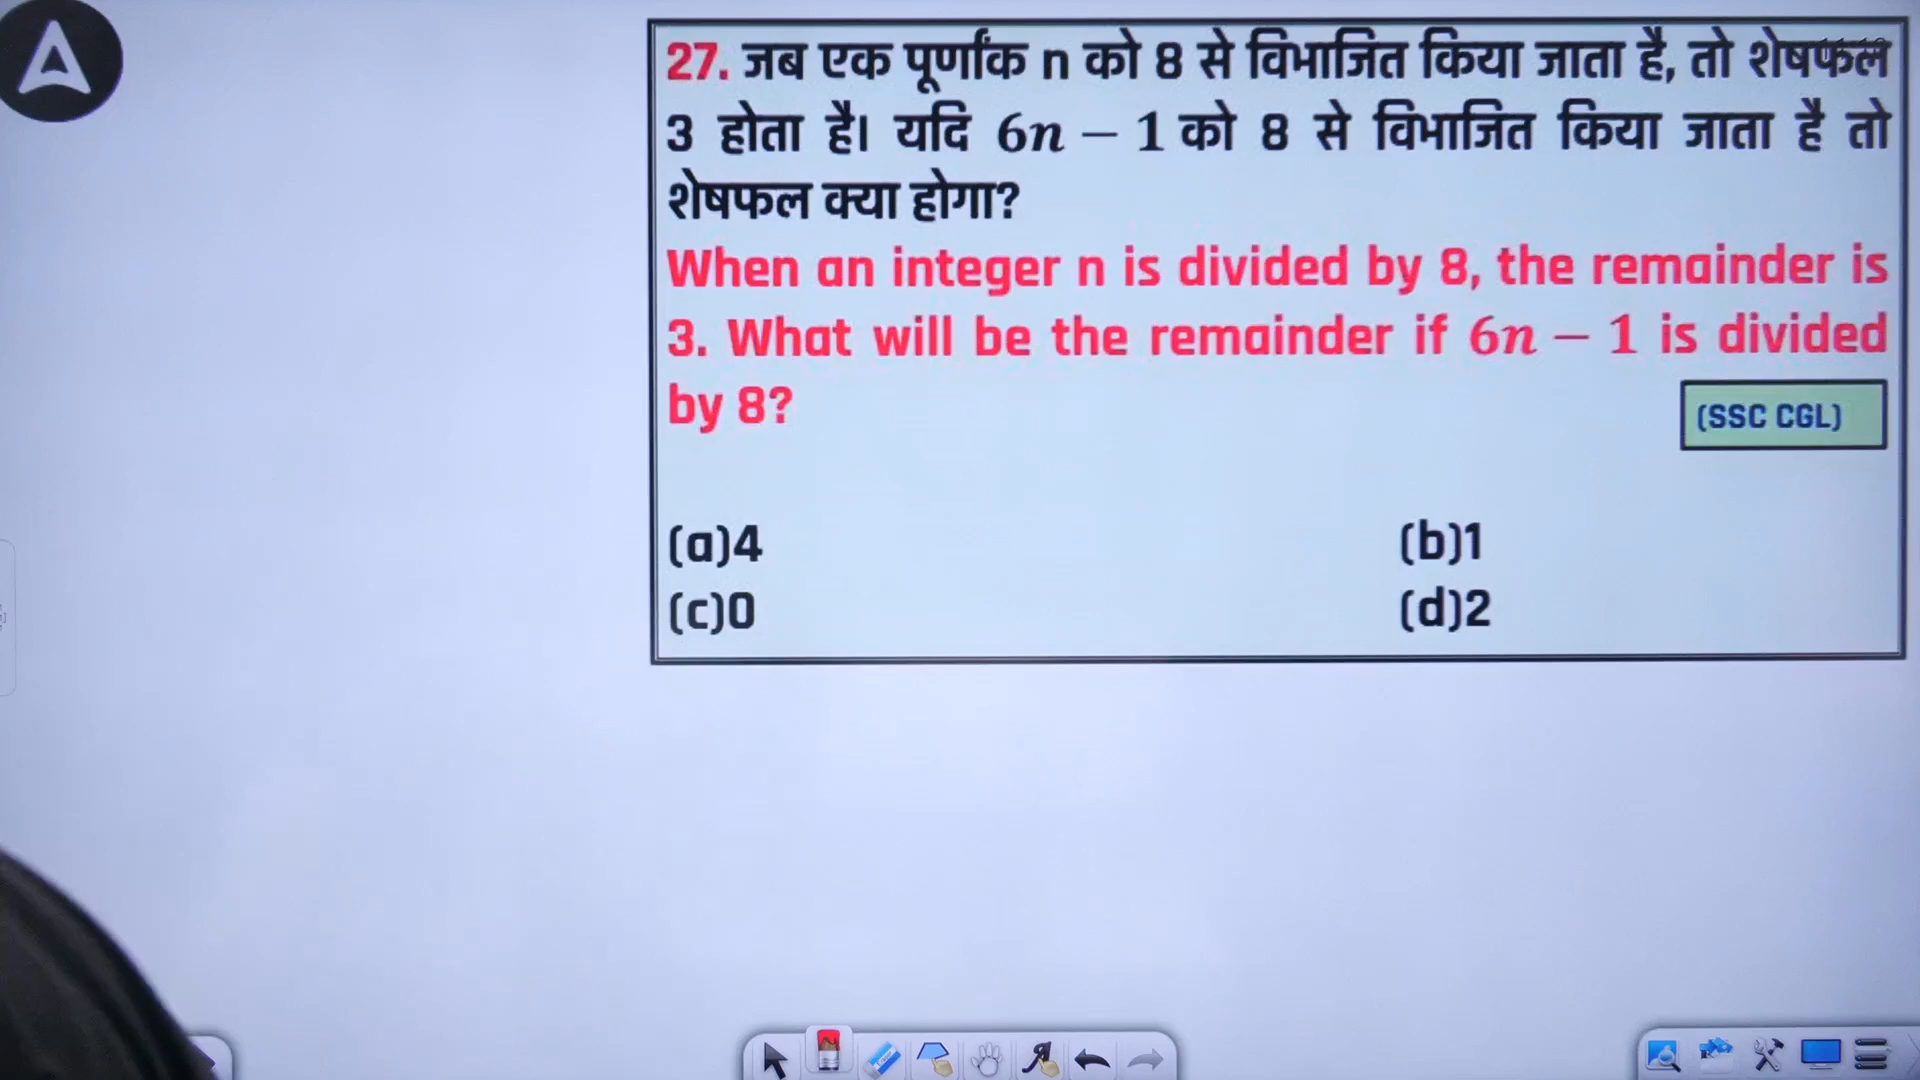 27. जब एक पूर्णांक n को 8 से विभाजित किया जाता है, तो शेषफल
3 होता है। यदि 6n − 1 को 8 से विभाजित किया जाता है तो
शेषफल क्या होगा?
When an integer n is divided by 8, the remainder is
3. What will be the remainder if 6n − 1 is divided
by 8?
(SSC CGL)
(a)4 (b)1
(c)0 (d)2